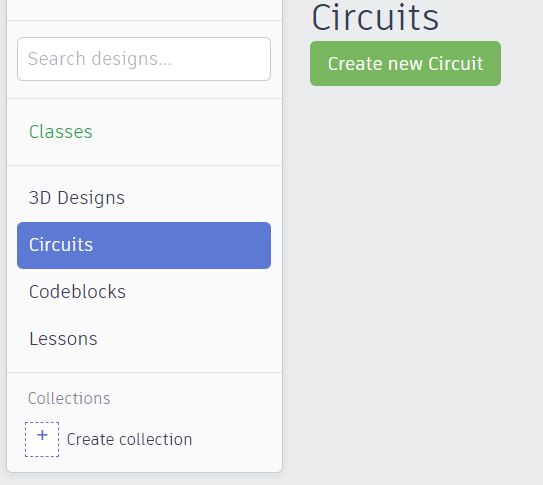 Search designs...
Classes
3D Designs
Circuits
Codeblocks
Lessons
Collections
+ Create collection
Circuits
Create new Circuit